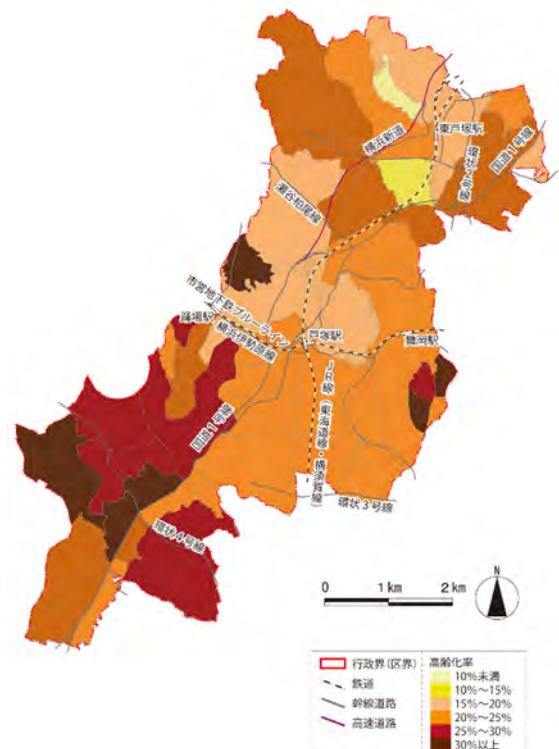 東戸塚駅
横浜新道
環状2号線
国道1号線
瀬谷柏尾線
市営地下鉄ブルーライン
踊場駅
横浜伊勢原線
戸塚駅
舞岡駅
JR線（東海道線・横須賀線）
国道1号線
環状3号線
環状4号線
N
0 1km 2km
行政界(区界)
鉄道
幹線道路
高速道路
高齢化率
10%未満
10%～15%
15%～20%
20%～25%
25%～30%
30%以上